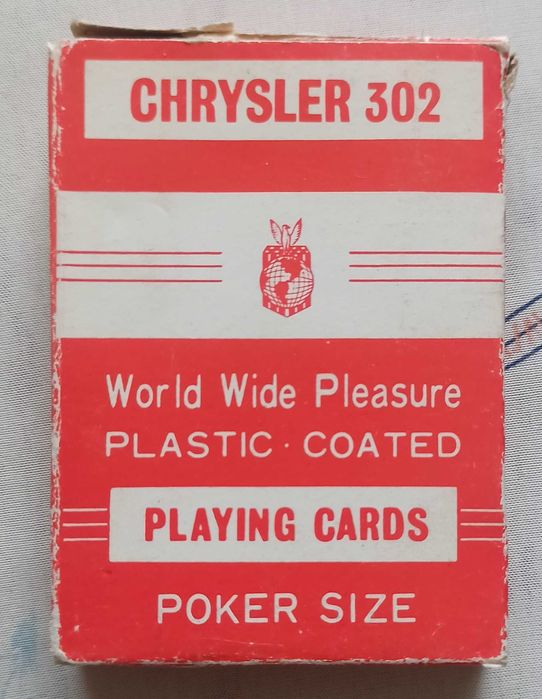 CHRYSLER 302
World Wide Pleasure
PLASTIC · COATED
PLAYING CARDS
POKER SIZE